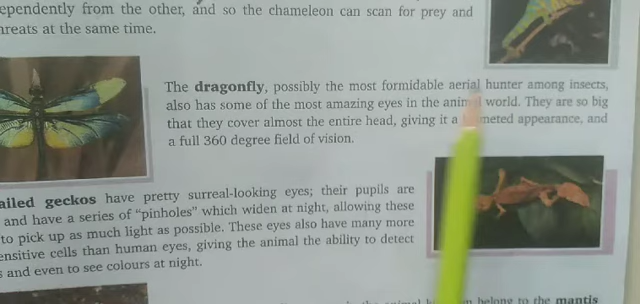 ependently from the other, and so the chameleon can scan for prey and
hreats at the same time.
The dragonfly, possibly the most formidable aerial hunter among insects,
also has some of the most amazing eyes in the world. They are so big
that they cover almost the entire head, giving it a appearance, and
a full 360 degree field of vision.
ailed geckos have pretty surreal-looking eyes; their pupils are
and have a series of "pinholes" which widen at night, allowing these
to pick up as much light as possible. These eyes also have many more
ensitive cells than human eyes, giving the animal the ability to detect
s and even to see colours at night.
belong to the mantis